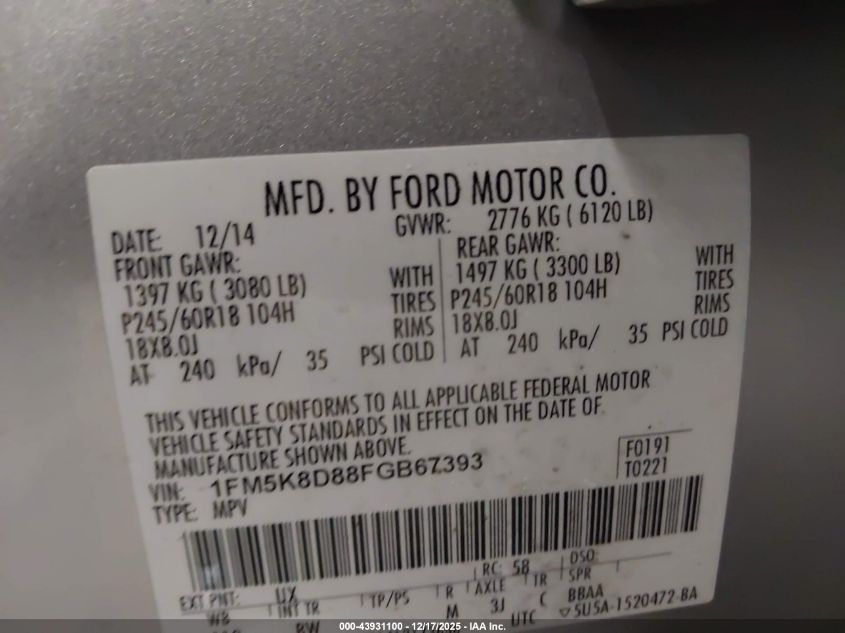 MFD. BY FORD MOTOR CO.
DATE: 12/14 GVWR: 2776 KG ( 6120 LB)
FRONT GAWR: REAR GAWR:
1397 KG ( 3080 LB) WITH 1497 KG ( 3300 LB) WITH
P245/60R18 104H TIRES P245/60R18 104H TIRES
18X8.0J RIMS 18X8.0J RIMS
AT 240 kPa/ 35 PSI COLD AT 240 kPa/ 35 PSI COLD
THIS VEHICLE CONFORMS TO ALL APPLICABLE FEDERAL MOTOR
VEHICLE SAFETY STANDARDS IN EFFECT ON THE DATE OF
MANUFACTURE SHOWN ABOVE.
F0191
VIN: 1FM5K8D88FGB67393 T0221
TYPE: MPV
EXT PNT: UX RC: 58 DSO:
INT TR TP/PS R AXLE TR SPR
M 3J C BBAA
UTC 5U5A-1520472-BA
000-43931100 - 12/17/2025 - IAA Inc.